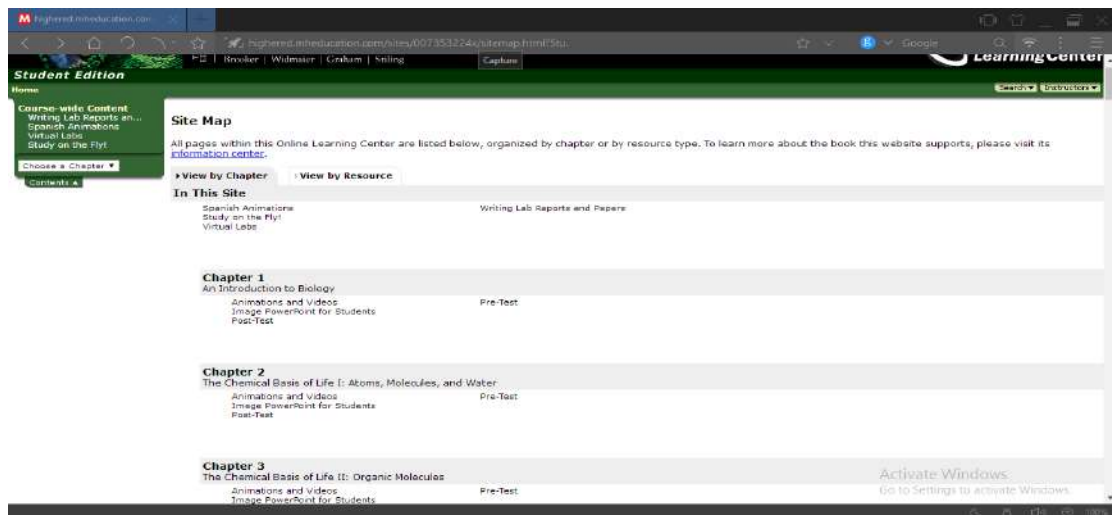 highered.mheducation.com
highered.mheducation.com/sites/007353224x/sitemap.html?Stu.
Google
Brooker | Widmaier | Graham | Stiling
Capture
Learning Center
Student Edition
Home
Search
Instructors
Course-wide Content
Writing Lab Reports an...
Spanish Animations
Virtual Labs
Study on the Fly!
Choose a Chapter
Contents
Site Map
All pages within this Online Learning Center are listed below, organized by chapter or by resource type. To learn more about the book this website supports, please visit its
information center.
View by Chapter
View by Resource
In This Site
Spanish Animations Writing Lab Reports and Papers
Study on the Fly!
Virtual Labs
Chapter 1
An Introduction to Biology
Animations and Videos Pre-Test
Image PowerPoint for Students
Post-Test
Chapter 2
The Chemical Basis of Life I: Atoms, Molecules, and Water
Animations and Videos Pre-Test
Image PowerPoint for Students
Post-Test
Chapter 3
The Chemical Basis of Life II: Organic Molecules
Animations and Videos Pre-Test
Image PowerPoint for Students
Activate Windows
Go to Settings to activate Windows.
100%